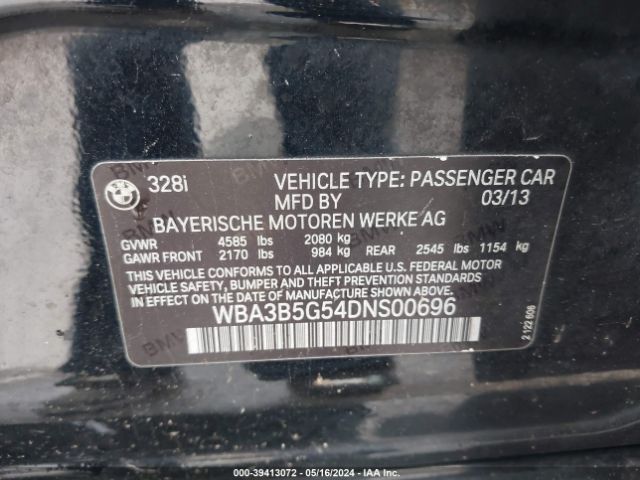 328i VEHICLE TYPE: PASSENGER CAR
MFD BY 03/13
BAYERISCHE MOTOREN WERKE AG
GVWR 4585 lbs 2080 kg
GAWR FRONT 2170 lbs 984 kg REAR 2545 lbs 1154 kg
THIS VEHICLE CONFORMS TO ALL APPLICABLE U.S. FEDERAL MOTOR
VEHICLE SAFETY, BUMPER AND THEFT PREVENTION STANDARDS
IN EFFECT ON THE DATE OF MANUFACTURE SHOWN ABOVE.
WBA3B5G54DNS00696
2 122 606
000-39413072 - 05/16/2024 - IAA Inc.